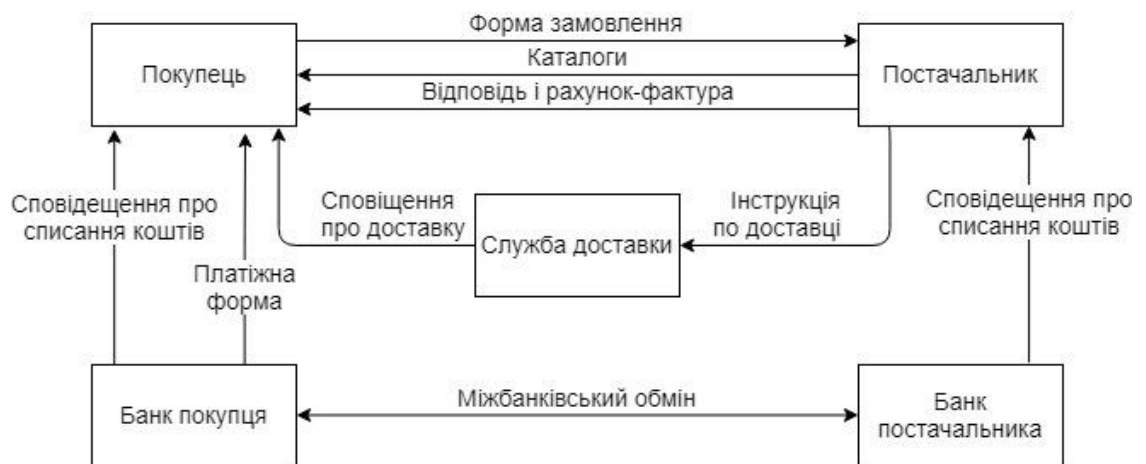 Форма замовлення
Покупець
Каталоги
Постачальник
Відповідь і рахунок-фактура
Сповідещення про
списання коштів
Платіжна
форма
Сповіщення
про доставку
Служба доставки
Інструкція
по доставці
Сповідещення про
списання коштів
Банк покупця
Міжбанківський обмін
Банк
постачальника